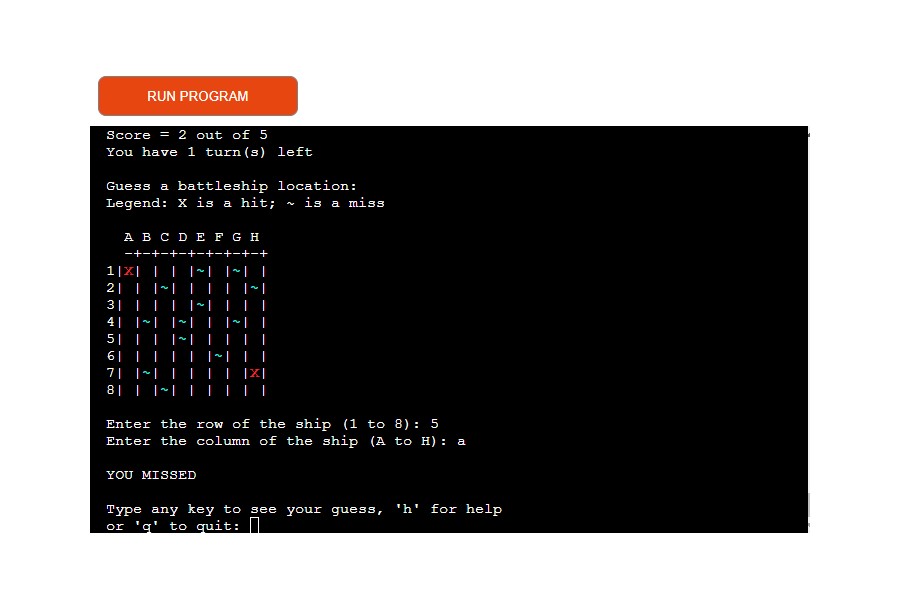 RUN PROGRAM
Score = 2 out of 5
You have 1 turn(s) left
Guess a battleship location:
Legend: X is a hit; ~ is a miss
A B C D E F G H
-+-+-+-+-+-+-+-+
1|X| | | |~| |~| |
2| | |~| | | | |~|
3| | | | |~| | | |
4| |~| |~| | |~| |
5| | | |~| | | | |
6| | | | | |~| | |
7| |~| | | | | |X|
8| | |~| | | | | |
Enter the row of the ship (1 to 8): 5
Enter the column of the ship (A to H): a
YOU MISSED
Type any key to see your guess, 'h' for help
or 'q' to quit: